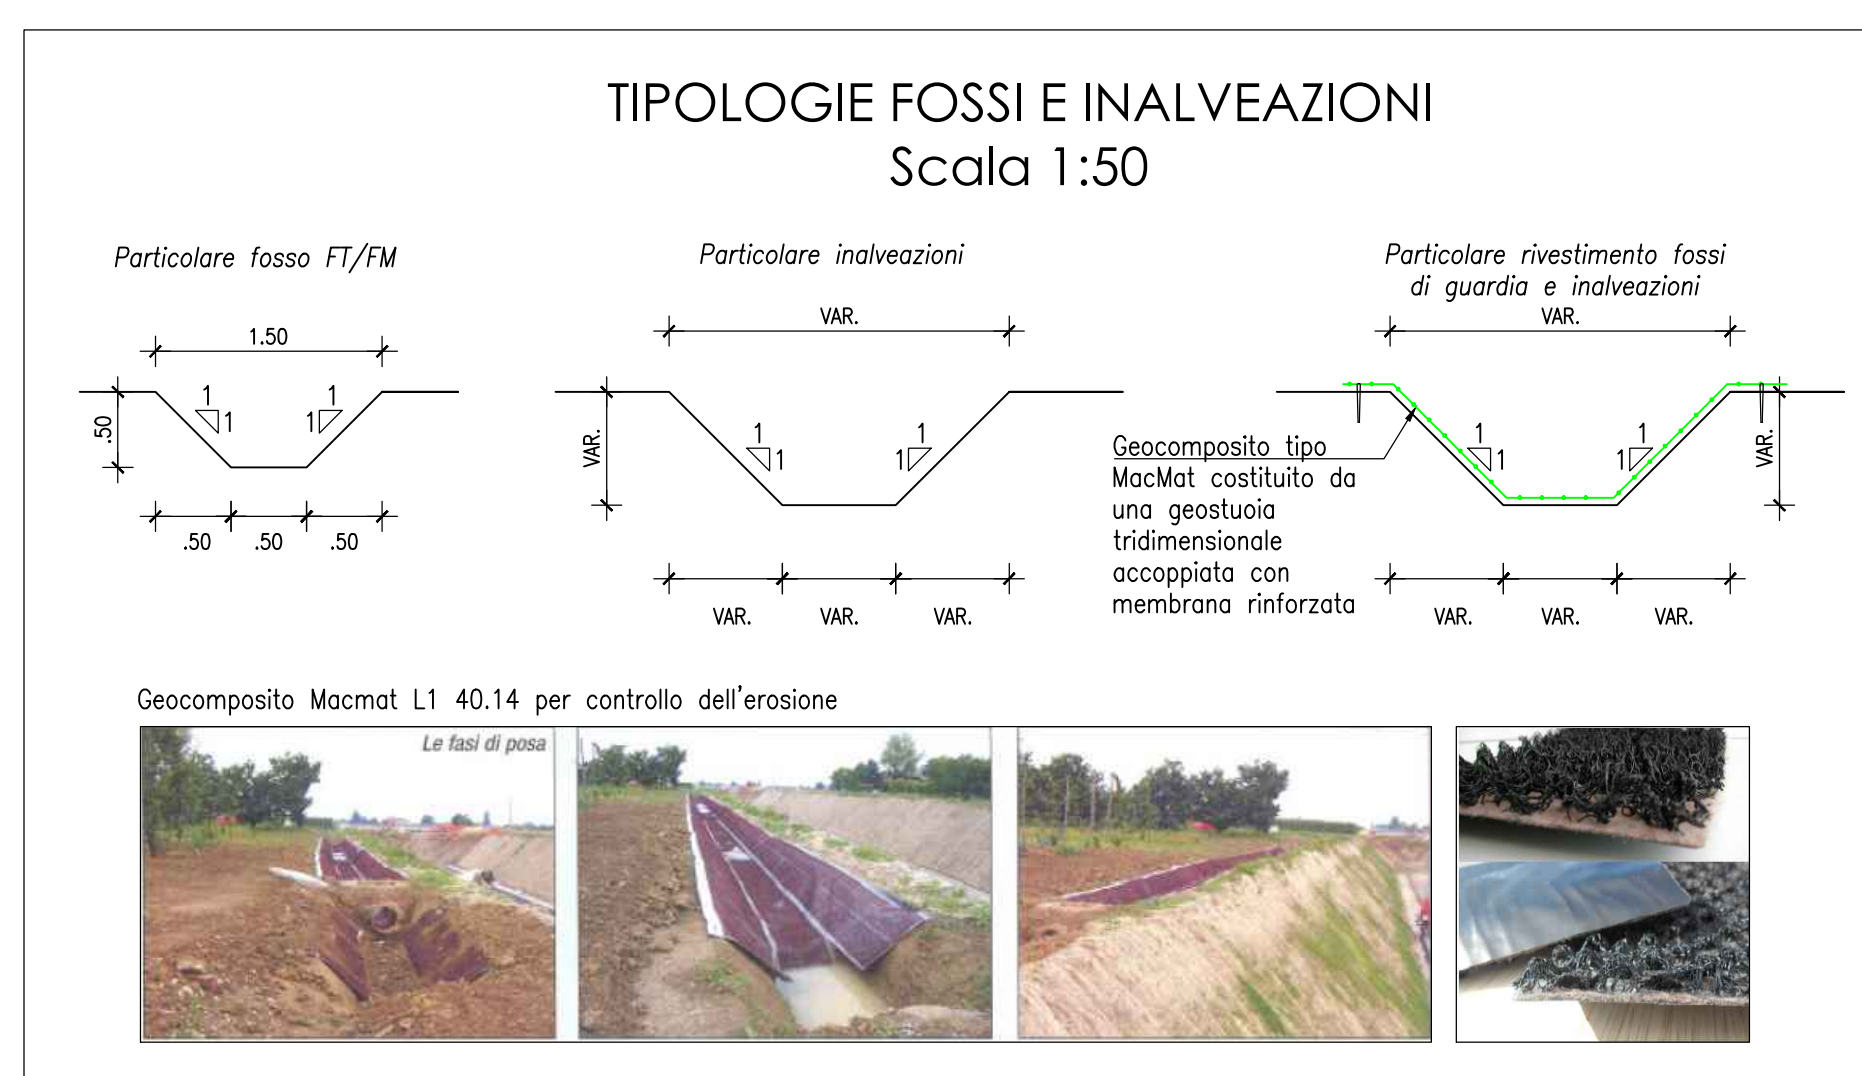 TIPOLOGIE FOSSI E INALVEAZIONI
Scala 1:50
Particolare fosso FT/FM
1.50
.50
1
1
1
1
.50 .50 .50
Particolare inalveazioni
VAR.
VAR.
1
1
1
1
VAR. VAR. VAR.
Particolare rivestimento fossi
di guardia e inalveazioni
VAR.
VAR.
1
1
1
1
VAR. VAR. VAR.
Geocomposito tipo
MacMat costituito da
una geostuoia
tridimensionale
accoppiata con
membrana rinforzata
Geocomposito Macmat L1 40.14 per controllo dell'erosione
Le fasi di posa